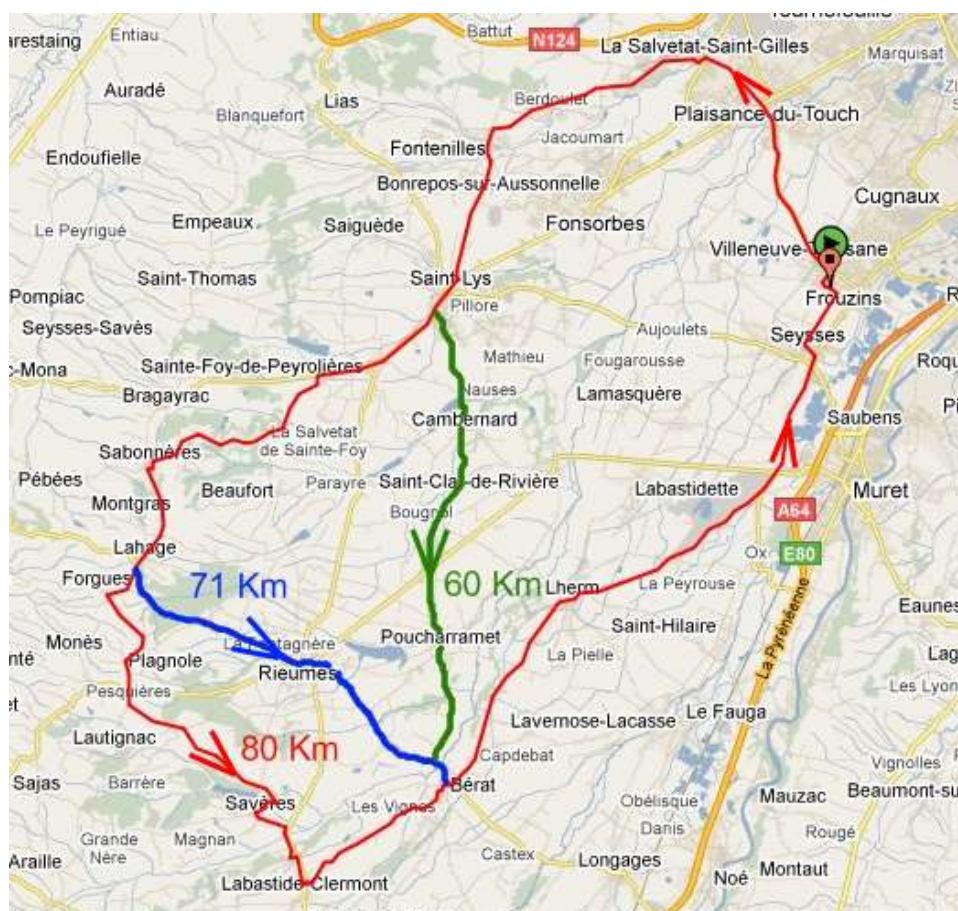 Entiau
Battut
N124
La Salvetat-Saint-Gilles
Marquisat
Auradé
Lias
Berdoulet
Blanquefort
Plaisance-du-Touch
Jacoumart
Fontenilles
Endoufielle
Bonrepos-sur-Aussonnelle
Cugnaux
Empeaux
Saiguède
Fonsorbes
Le Peyrigué
Saint-Thomas
Saint-Lys
Pompiac
Pillore
Frouzins
Seysses-Savès
Aujoulets
Seysses
Mathieu
Fougarousse
Sainte-Foy-de-Peyrolières
Nauses
Lamasquère
Bragayrac
Cambernard
Saubens
La Salvetat
de Sainte-Foy
Sabonnères
Pébées
Beaufort
Parayre
Saint-Clar-de-Rivière
Labastidette
Muret
Montgras
Bougnol
A64
Lahage
Ox
E80
Forgues
71 Km
60 Km
Lherm
La Peyrouse
La Pyrénéenne
Saint-Hilaire
Monès
Poucharramet
Plagnole
Rieumes
La Pielle
Pesquières
Lavernose-Lacasse
Le Fauga
Les Lyon
Lautignac
80 Km
Capdebat
Vignolles
Sajas
Barrère
Bérat
Savères
Les Vignes
Obélisque
Mauzac
Beaumont-su
Danis
Rougé
Grande
Nère
Magnan
Araille
Castex
Longages
Montaut
Labastide-Clermont
Noé